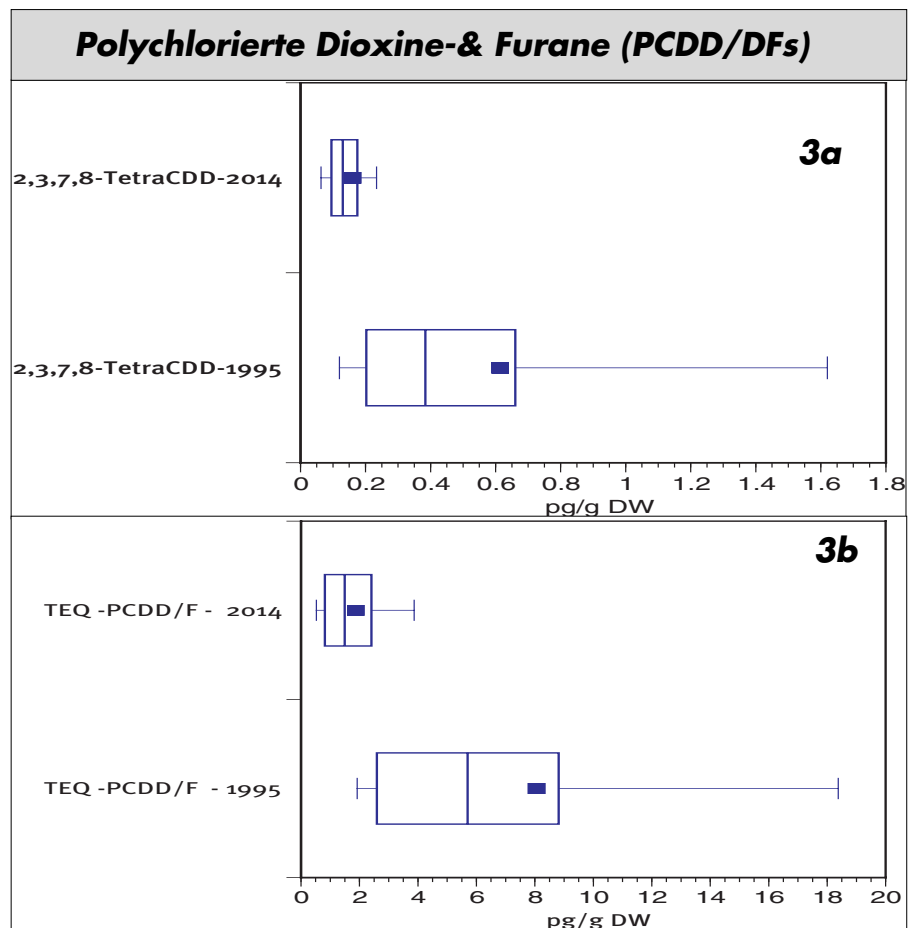 Polychlorierte Dioxine-& Furane (PCDD/DFs)
3a
2,3,7,8-TetraCDD-2014
2,3,7,8-TetraCDD-1995
0 0.2 0.4 0.6 0.8 1 1.2 1.4 1.6 1.8
pg/g DW
3b
TEQ -PCDD/F - 2014
TEQ -PCDD/F - 1995
0 2 4 6 8 10 12 14 16 18 20
pg/g DW